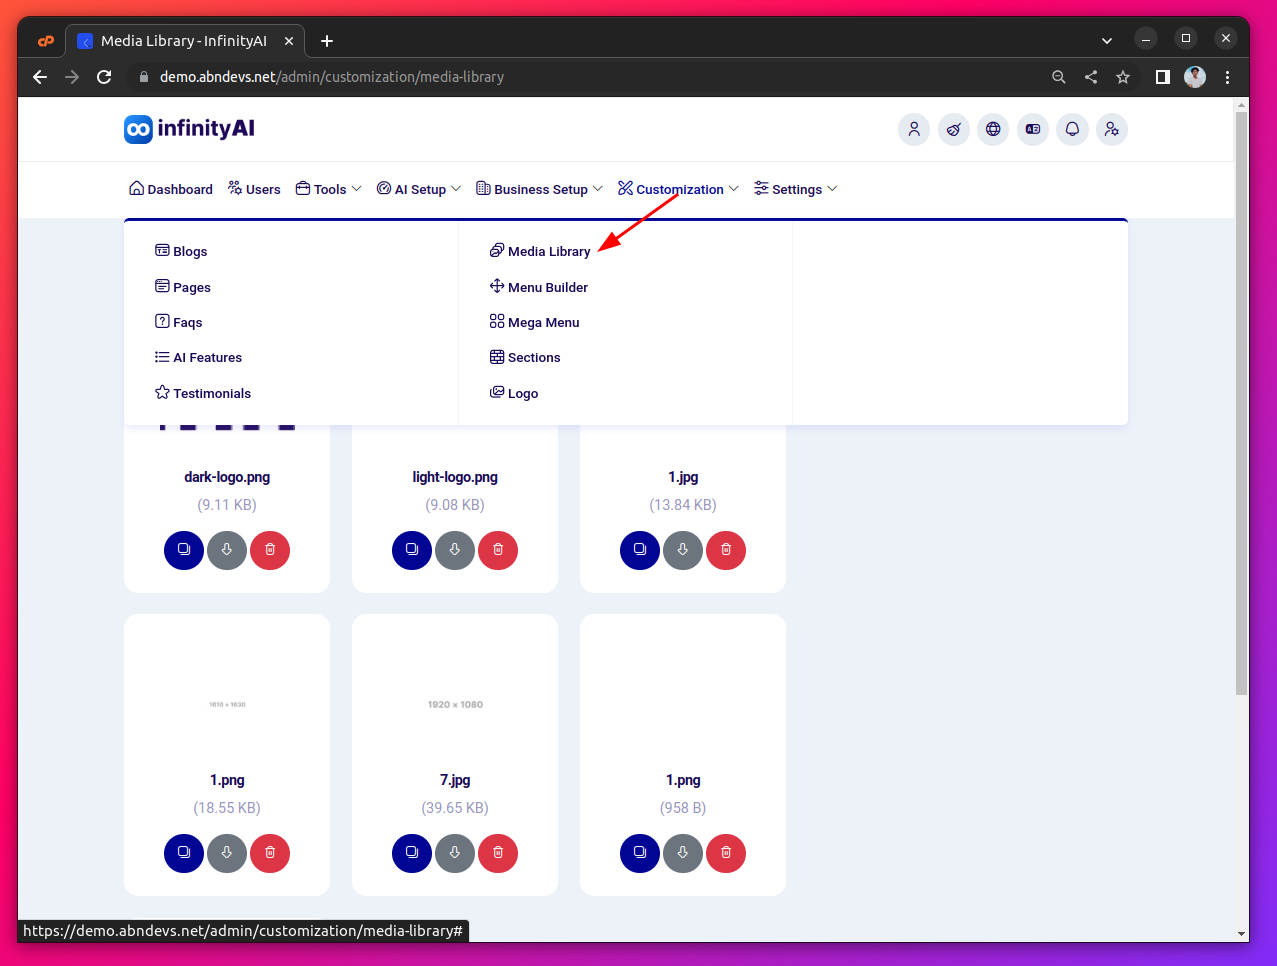 Media Library - InfinityAI
demo.abndevs.net/admin/customization/media-library
infinityAI
Dashboard Users Tools AI Setup Business Setup Customization Settings
Blogs
Pages
Faqs
AI Features
Testimonials
Media Library
Menu Builder
Mega Menu
Sections
Logo
dark-logo.png
(9.11 KB)
light-logo.png
(9.08 KB)
1.jpg
(13.84 KB)
1610 × 1630
1.png
(18.55 KB)
1920 × 1080
7.jpg
(39.65 KB)
1.png
(958 B)
https://demo.abndevs.net/admin/customization/media-library#